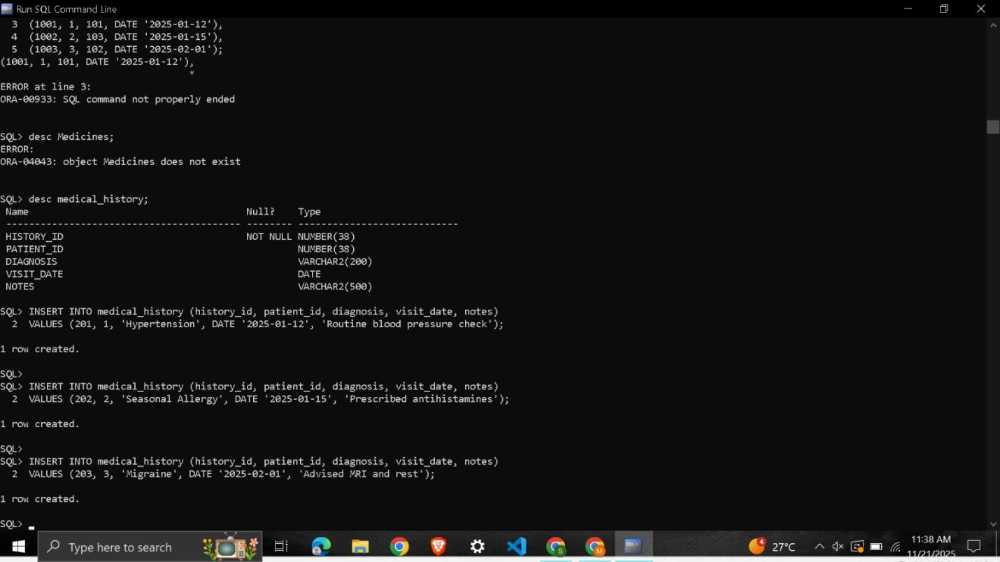 Run SQL Command Line
3 (1001, 1, 101, DATE '2025-01-12'),
4 (1002, 2, 103, DATE '2025-01-15'),
5 (1003, 3, 102, DATE '2025-02-01');
(1001, 1, 101, DATE '2025-01-12'),
*
ERROR at line 3:
ORA-00933: SQL command not properly ended
SQL> desc Medicines;
ERROR:
ORA-04043: object Medicines does not exist
SQL> desc medical_history;
Name Null? Type
----------------------------------------- -------- ----------------------------
HISTORY_ID NOT NULL NUMBER(38)
PATIENT_ID NUMBER(38)
DIAGNOSIS VARCHAR2(200)
VISIT_DATE DATE
NOTES VARCHAR2(500)
SQL> INSERT INTO medical_history (history_id, patient_id, diagnosis, visit_date, notes)
2 VALUES (201, 1, 'Hypertension', DATE '2025-01-12', 'Routine blood pressure check');
1 row created.
SQL>
SQL> INSERT INTO medical_history (history_id, patient_id, diagnosis, visit_date, notes)
2 VALUES (202, 2, 'Seasonal Allergy', DATE '2025-01-15', 'Prescribed antihistamines');
1 row created.
SQL>
SQL> INSERT INTO medical_history (history_id, patient_id, diagnosis, visit_date, notes)
2 VALUES (203, 3, 'Migraine', DATE '2025-02-01', 'Advised MRI and rest');
1 row created.
SQL> _
Type here to search
S
M
4
27°C
11:38 AM
11/21/2025